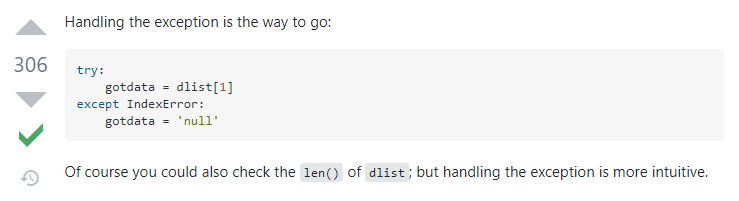 Handling the exception is the way to go:
306
try:
    gotdata = dlist[1]
except IndexError:
    gotdata = 'null'
Of course you could also check the len() of dlist; but handling the exception is more intuitive.